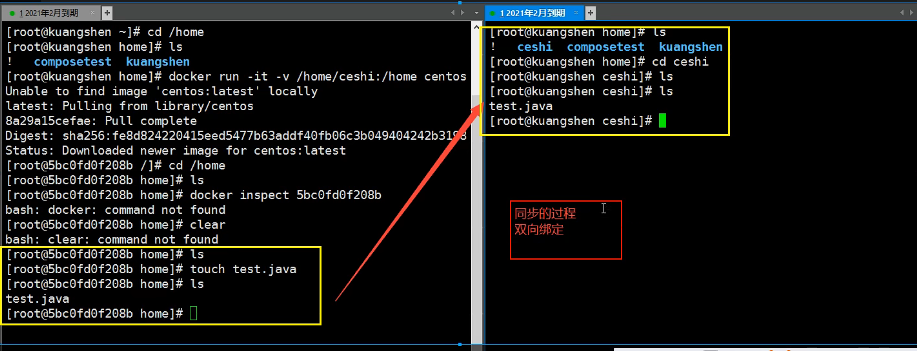 1 2021年2月到期
[root@kuangshen ~]# cd /home
[root@kuangshen home]# ls
! composetest kuangshen
[root@kuangshen home]# docker run -it -v /home/ceshi:/home centos
Unable to find image 'centos:latest' locally
latest: Pulling from library/centos
8a29a15cefae: Pull complete
Digest: sha256:fe8d824220415eed5477b63addf40fb06c3b049404242b31
Status: Downloaded newer image for centos:latest
[root@5bc0fd0f208b /]# cd /home
[root@5bc0fd0f208b home]# ls
[root@5bc0fd0f208b home]# docker inspect 5bc0fd0f208b
bash: docker: command not found
[root@5bc0fd0f208b home]# clear
bash: clear: command not found
[root@5bc0fd0f208b home]# ls
[root@5bc0fd0f208b home]# touch test.java
[root@5bc0fd0f208b home]# ls
test.java
[root@5bc0fd0f208b home]#
1 2021年2月到期
[root@kuangshen home]# ls
! ceshi composetest kuangshen
[root@kuangshen home]# cd ceshi
[root@kuangshen ceshi]# ls
[root@kuangshen ceshi]# ls
test.java
[root@kuangshen ceshi]#
同步的过程
双向绑定